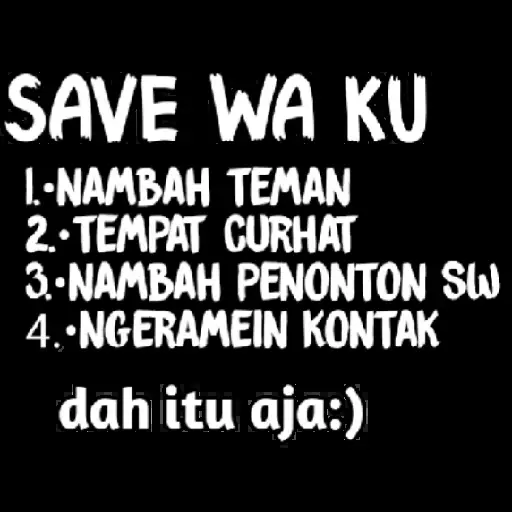 SAVE WA KU
1.•NAMBAH TEMAN
2.•TEMPAT CURHAT
3.•NAMBAH PENONTON SW
4.•NGERAMEIN KONTAK
dah itu aja:)